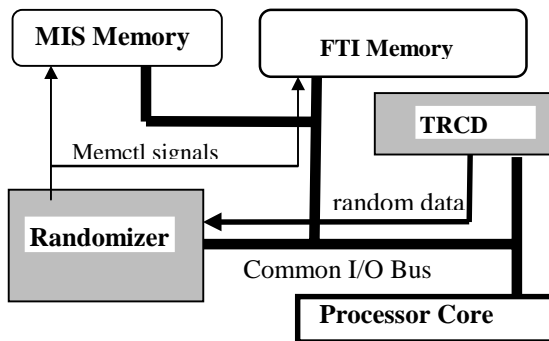 MIS Memory
FTI Memory
TRCD
Memctl signals
random data
Randomizer
Common I/O Bus
Processor Core